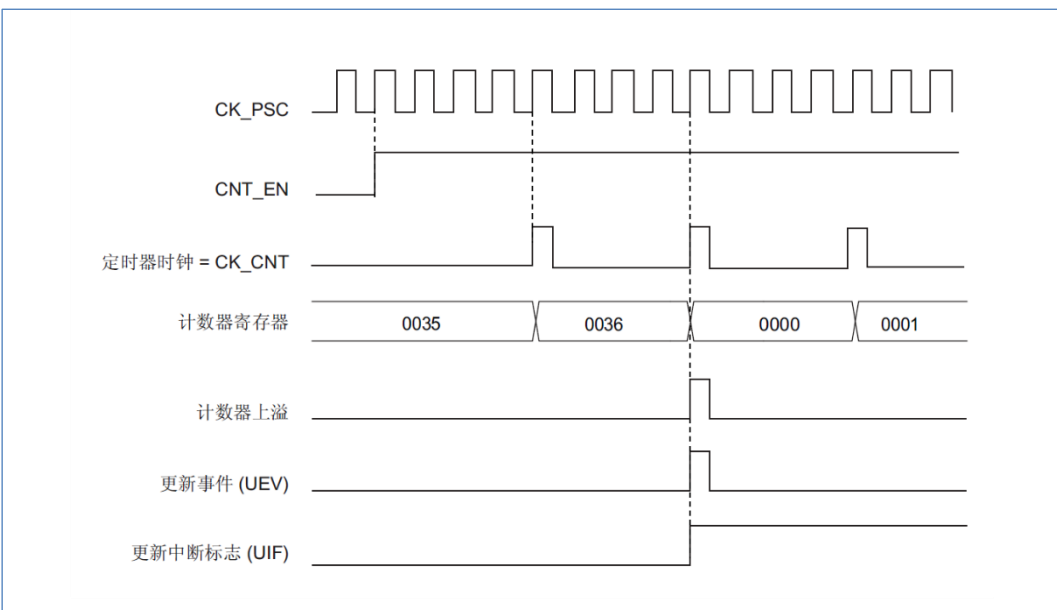 CK_PSC
CNT_EN
定时器时钟 = CK_CNT
计数器寄存器 0035 0036 0000 0001
计数器上溢
更新事件 (UEV)
更新中断标志 (UIF)